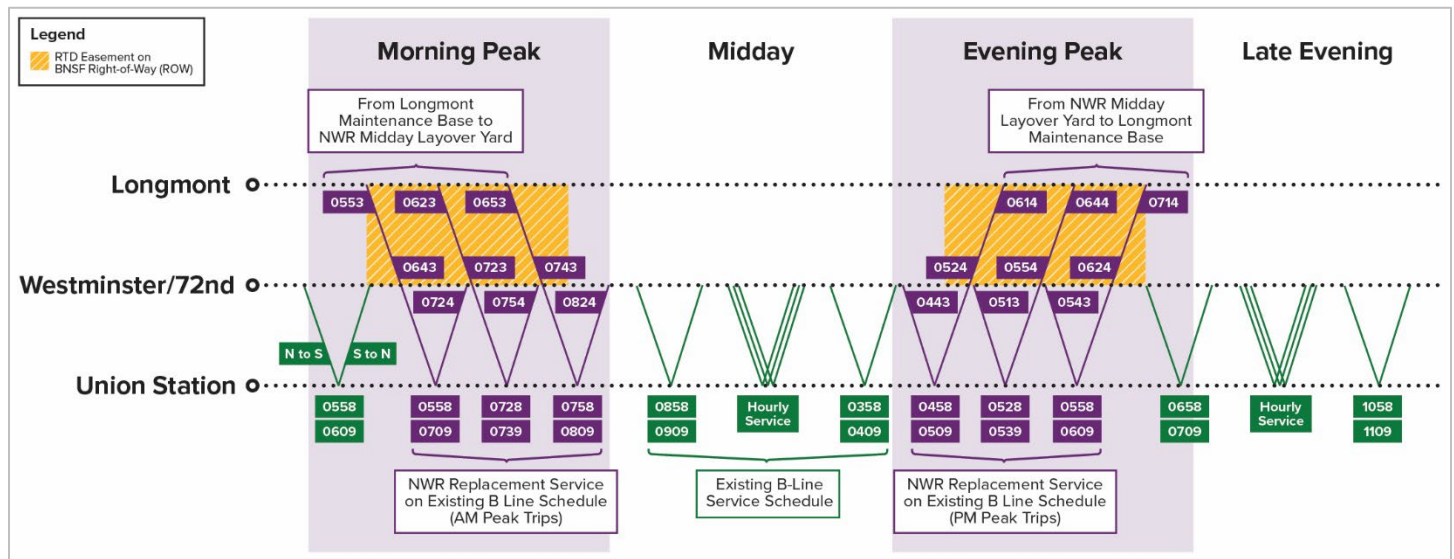 Legend
RTD Easement on
BNSF Right-of-Way (ROW)
Morning Peak
Midday
Evening Peak
Late Evening
From Longmont
Maintenance Base to
NWR Midday Layover Yard
From NWR Midday
Layover Yard to Longmont
Maintenance Base
Longmont
0553 0623 0653
0614 0644 0714
0643 0723 0743
0524 0554 0624
Westminster/72nd
0724 0754 0824
0443 0513 0543
N to S S to N
Union Station
0558 0558 0728 0758 0858 Hourly 0358 0458 0528 0558 0658 Hourly 1058
0609 0709 0739 0809 0909 Service 0409 0509 0539 0609 0709 Service 1109
NWR Replacement Service
on Existing B Line Schedule
(AM Peak Trips)
Existing B-Line
Service Schedule
NWR Replacement Service
on Existing B Line Schedule
(PM Peak Trips)